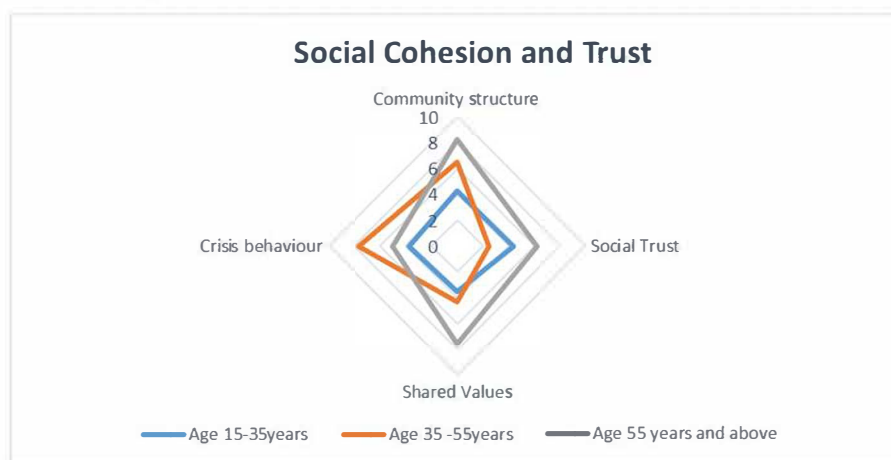 Social Cohesion and Trust
Community structure
10
8
6
4
2
0
Crisis behaviour
Social Trust
Shared Values
Age 15-35years
Age 35 -55years
Age 55 years and above